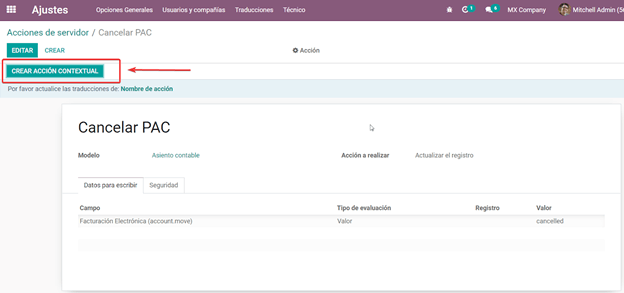 Ajustes Opciones Generales Usuarios y compañías Traducciones Técnico 1 6 MX Company Mitchell Admin (5
Acciones de servidor / Cancelar PAC
EDITAR CREAR Acción
CREAR ACCIÓN CONTEXTUAL
Por favor actualice las traducciones de: Nombre de acción
Cancelar PAC
Modelo Asiento contable Acción a realizar Actualizar el registro
Datos para escribir Seguridad
Campo Tipo de evaluación Registro Valor
Facturación Electrónica (account.move) Valor cancelled